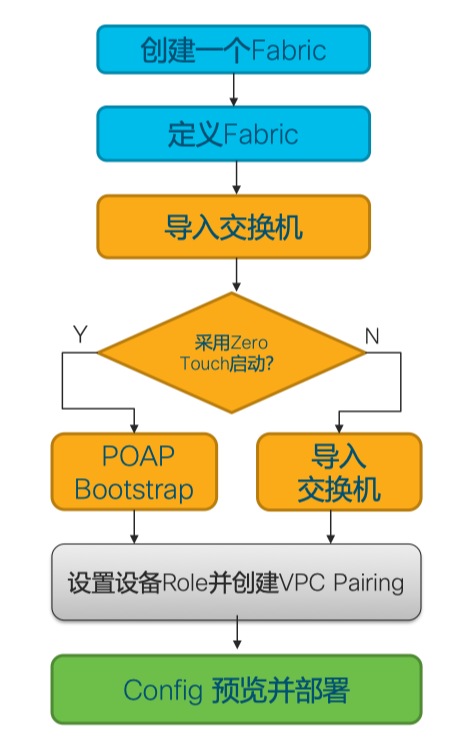 创建一个Fabric
定义Fabric
导入交换机
采用Zero
Touch启动?
Y
N
POAP
Bootstrap
导入
交换机
设置设备Role并创建VPC Pairing
Config 预览并部署